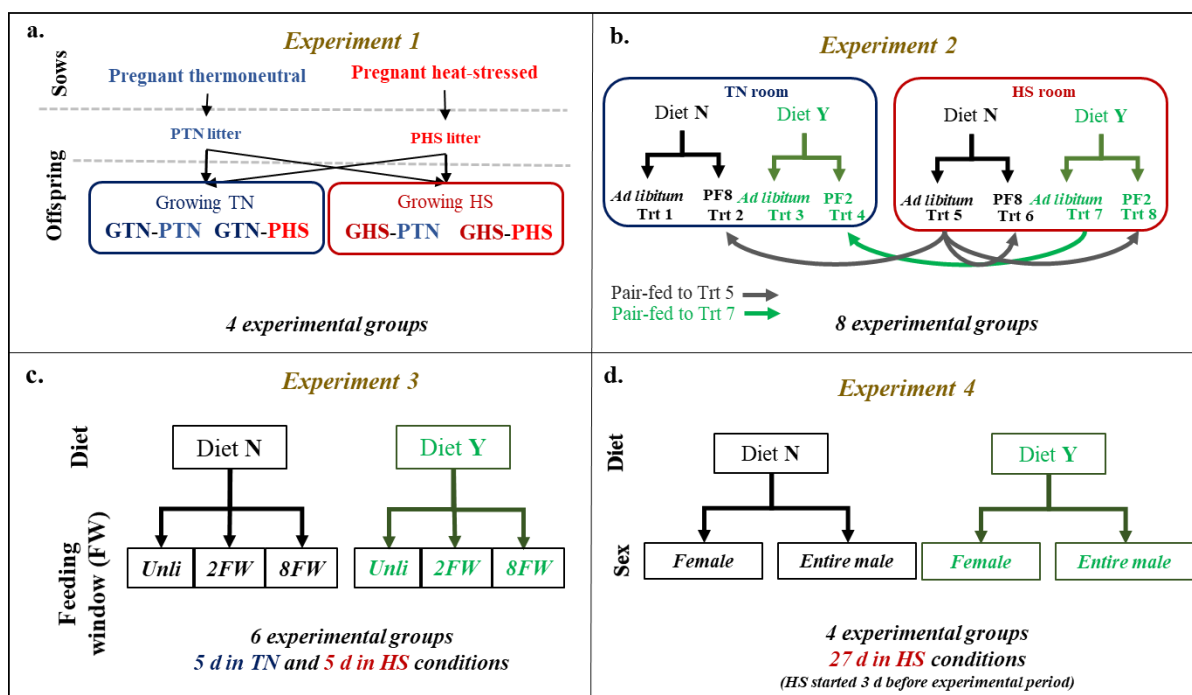 a.
Experiment 1
Sows
Pregnant thermoneutral
Pregnant heat-stressed
PTN litter
PHS litter
Offspring
Growing TN
GTN-PTN GTN-PHS
Growing HS
GHS-PTN GHS-PHS
4 experimental groups
b.
Experiment 2
TN room
Diet N
Diet Y
Ad libitum PF8 Ad libitum PF2
Trt 1 Trt 2 Trt 3 Trt 4
HS room
Diet N
Diet Y
Ad libitum PF8 Ad libitum PF2
Trt 5 Trt 6 Trt 7 Trt 8
Pair-fed to Trt 5
Pair-fed to Trt 7
8 experimental groups
c.
Experiment 3
Diet
Diet N
Diet Y
Feeding
window (FW)
Unli 2FW 8FW
Unli 2FW 8FW
6 experimental groups
5 d in TN and 5 d in HS conditions
d.
Experiment 4
Diet
Diet N
Diet Y
Sex
Female Entire male
Female Entire male
4 experimental groups
27 d in HS conditions
(HS started 3 d before experimental period)